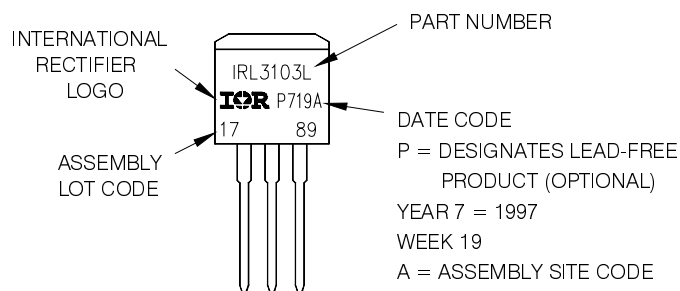 PART NUMBER
INTERNATIONAL
RECTIFIER
LOGO
IRL3103L
IOR P719A
17 89
DATE CODE
P = DESIGNATES LEAD-FREE
PRODUCT (OPTIONAL)
YEAR 7 = 1997
WEEK 19
A = ASSEMBLY SITE CODE
ASSEMBLY
LOT CODE